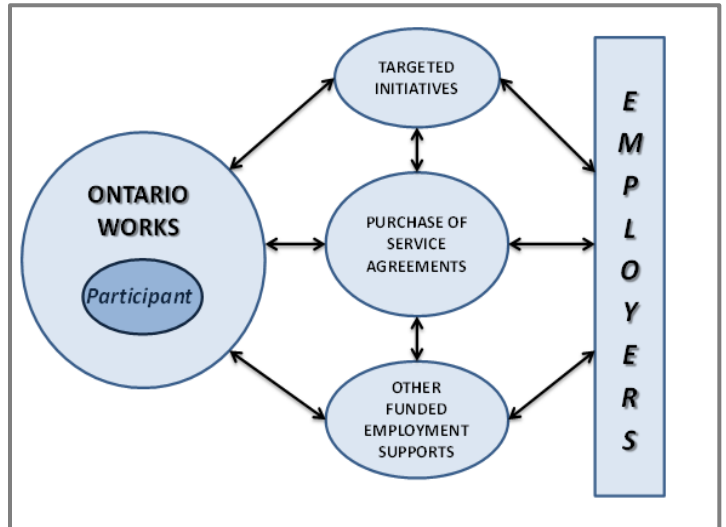 TARGETED
INITIATIVES
ONTARIO
WORKS
Participant
PURCHASE OF
SERVICE
AGREEMENTS
OTHER
FUNDED
EMPLOYMENT
SUPPORTS
E
M
P
L
O
Y
E
R
S